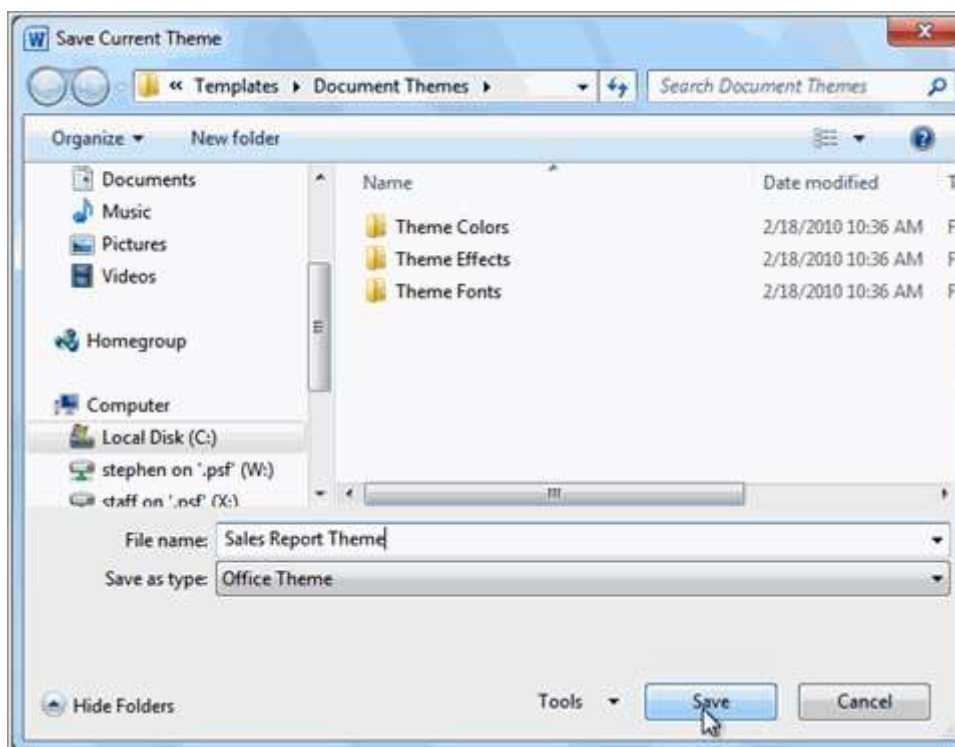 Save Current Theme
« Templates Document Themes Search Document Themes
Organize New folder
Documents
Music
Pictures
Videos
Homegroup
Computer
Local Disk (C:)
stephen on '.psf' (W:)
staff on '.psf' (X:)
Name Date modified T
Theme Colors 2/18/2010 10:36 AM F
Theme Effects 2/18/2010 10:36 AM F
Theme Fonts 2/18/2010 10:36 AM F
File name: Sales Report Theme
Save as type: Office Theme
Hide Folders Tools Save Cancel